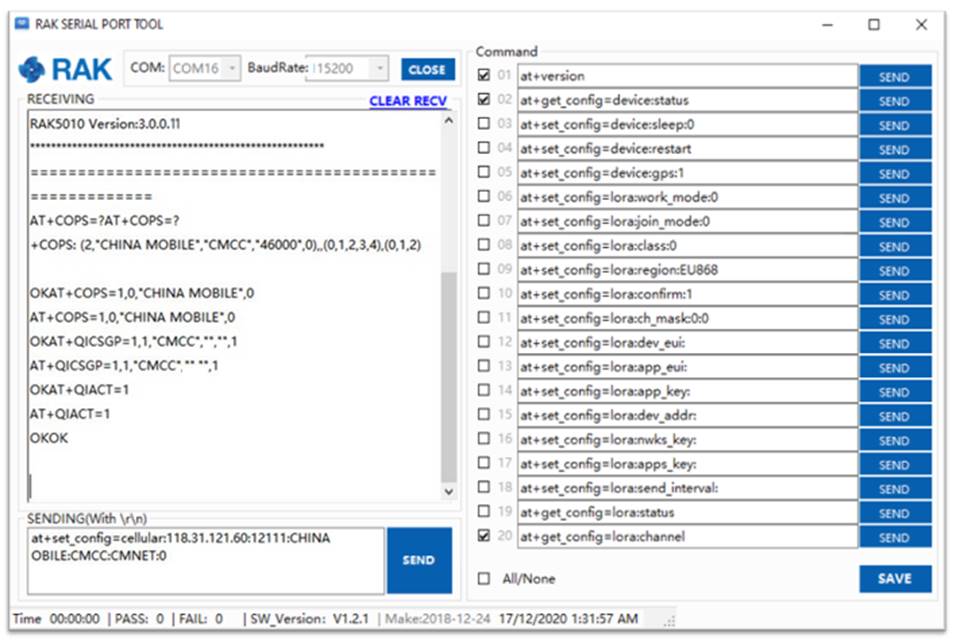 RAK SERIAL PORT TOOL
RAK COM: COM16 BaudRate: 115200 CLOSE
RECEIVING CLEAR RECV
RAK5010 Version:3.0.0.11
**********************************************************
===========================================
=============
AT+COPS=?AT+COPS=?
+COPS: (2,"CHINA MOBILE","CMCC","46000",0),,(0,1,2,3,4),(0,1,2)
OKAT+COPS=1,0,"CHINA MOBILE",0
AT+COPS=1,0,"CHINA MOBILE",0
OKAT+QICSGP=1,1,"CMCC","","",1
AT+QICSGP=1,1,"CMCC","" "",1
OKAT+QIACT=1
AT+QIACT=1
OKOK
SENDING(With \r\n)
at+set_config=cellular:118.31.121.60:12111:CHINA
OBILE:CMCC:CMNET:0
SEND
Command
01 at+version SEND
02 at+get_config=device:status SEND
03 at+set_config=device:sleep:0 SEND
04 at+set_config=device:restart SEND
05 at+set_config=device:gps:1 SEND
06 at+set_config=lora:work_mode:0 SEND
07 at+set_config=lora:join_mode:0 SEND
08 at+set_config=lora:class:0 SEND
09 at+set_config=lora:region:EU868 SEND
10 at+set_config=lora:confirm:1 SEND
11 at+set_config=lora:ch_mask:0:0 SEND
12 at+set_config=lora:dev_eui: SEND
13 at+set_config=lora:app_eui: SEND
14 at+set_config=lora:app_key: SEND
15 at+set_config=lora:dev_addr: SEND
16 at+set_config=lora:nwks_key: SEND
17 at+set_config=lora:apps_key: SEND
18 at+set_config=lora:send_interval: SEND
19 at+get_config=lora:status SEND
20 at+get_config=lora:channel SEND
All/None SAVE
Time 00:00:00 | PASS: 0 | FAIL: 0 | SW_Version: V1.2.1 | Make:2018-12-24 17/12/2020 1:31:57 AM